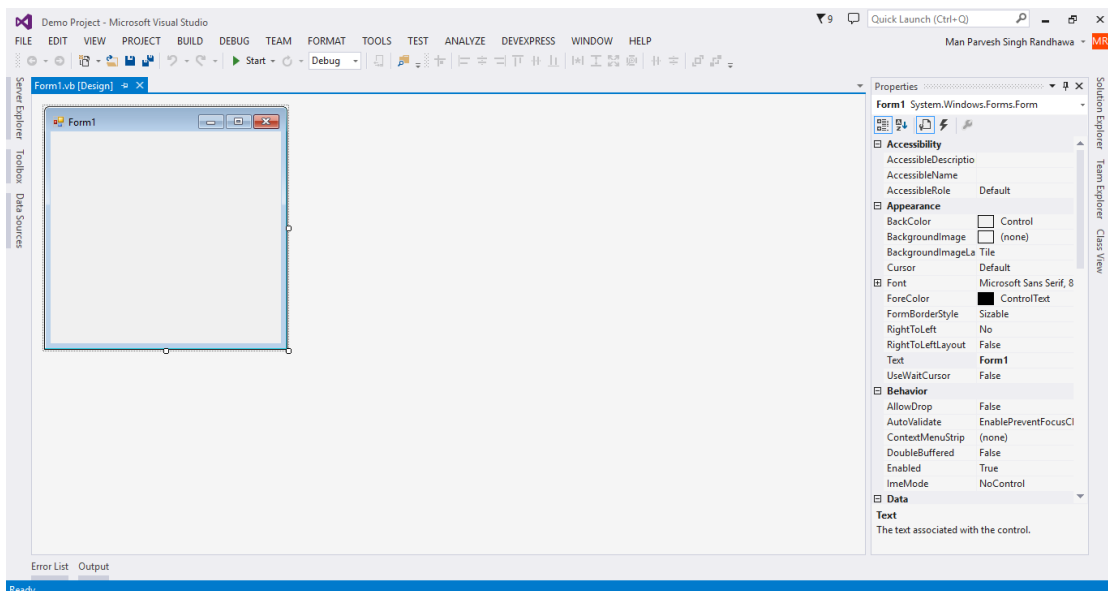 Demo Project - Microsoft Visual Studio
9
Quick Launch (Ctrl+Q)
FILE EDIT VIEW PROJECT BUILD DEBUG TEAM FORMAT TOOLS TEST ANALYZE DEVEXPRESS WINDOW HELP
Man Parvesh Singh Randhawa
MR
Start
Debug
Server Explorer
Toolbox
Data Sources
Form1.vb [Design]
Form1
Properties
Form1 System.Windows.Forms.Form
Accessibility
AccessibleDescriptio
AccessibleName
AccessibleRole Default
Appearance
BackColor Control
BackgroundImage (none)
BackgroundImageLa Tile
Cursor Default
Font Microsoft Sans Serif, 8
ForeColor ControlText
FormBorderStyle Sizable
RightToLeft No
RightToLeftLayout False
Text Form1
UseWaitCursor False
Behavior
AllowDrop False
AutoValidate EnablePreventFocusCl
ContextMenuStrip (none)
DoubleBuffered False
Enabled True
ImeMode NoControl
Data
Text
The text associated with the control.
Solution Explorer
Team Explorer
Class View
Error List Output
Ready